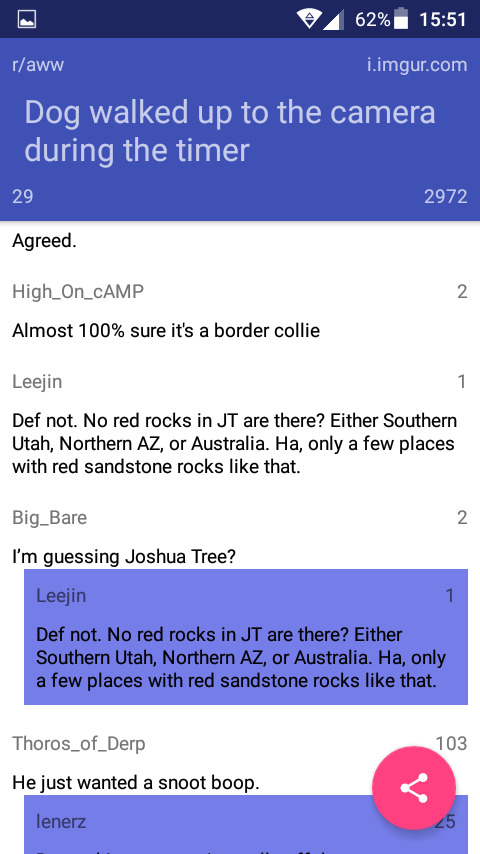 62% 15:51
r/aww i.imgur.com
Dog walked up to the camera
during the timer
29 2972
Agreed.
High_On_cAMP 2
Almost 100% sure it's a border collie
Leejin 1
Def not. No red rocks in JT are there? Either Southern
Utah, Northern AZ, or Australia. Ha, only a few places
with red sandstone rocks like that.
Big_Bare 2
I'm guessing Joshua Tree?
Leejin 1
Def not. No red rocks in JT are there? Either
Southern Utah, Northern AZ, or Australia. Ha, only
a few places with red sandstone rocks like that.
Thoros_of_Derp 103
He just wanted a snoot boop.
lenerz 25